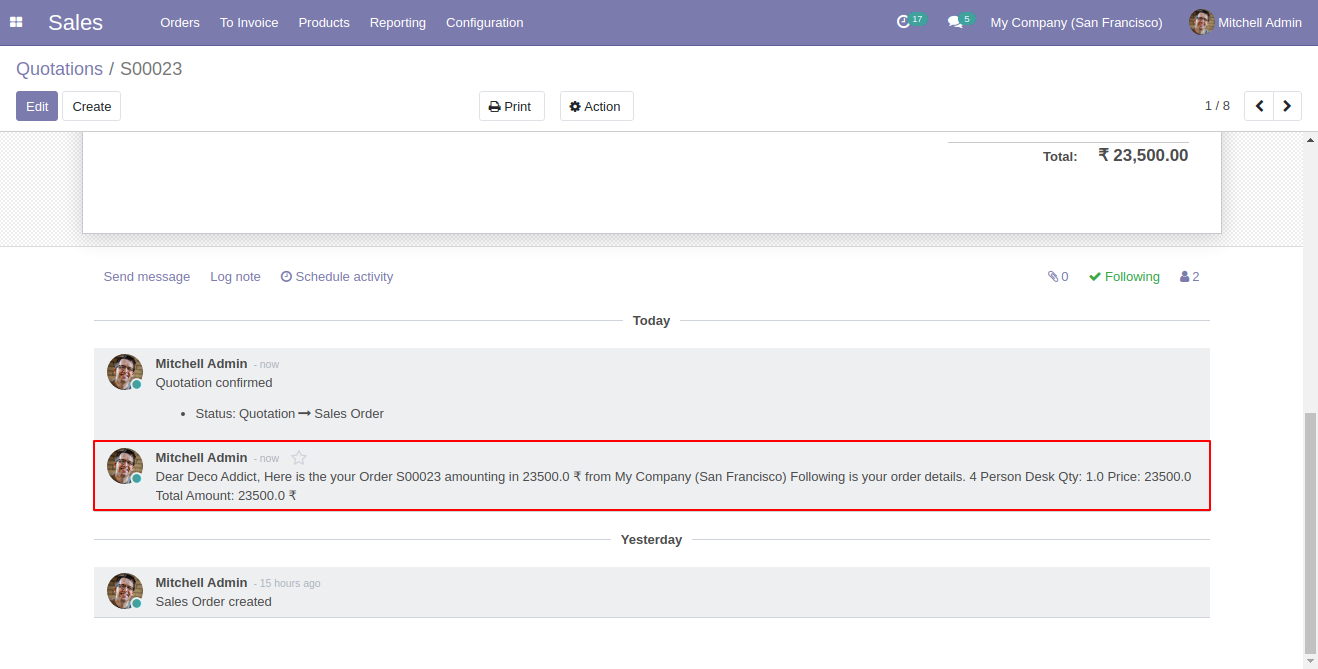 Sales Orders To Invoice Products Reporting Configuration 17 5 My Company (San Francisco) Mitchell Admin
Quotations / S00023
Edit Create Print Action 1 / 8
Total: ₹ 23,500.00
Send message Log note Schedule activity 0 Following 2
Today
Mitchell Admin - now
Quotation confirmed
• Status: Quotation → Sales Order
Mitchell Admin - now
Dear Deco Addict, Here is the your Order S00023 amounting in 23500.0 ₹ from My Company (San Francisco) Following is your order details. 4 Person Desk Qty: 1.0 Price: 23500.0
Total Amount: 23500.0 ₹
Yesterday
Mitchell Admin - 15 hours ago
Sales Order created